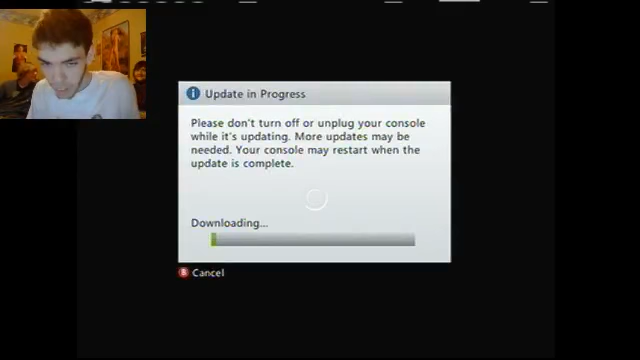 Update in Progress
Please don't turn off or unplug your console
while it's updating. More updates may be
needed. Your console may restart when the
update is complete.
Downloading...
B Cancel